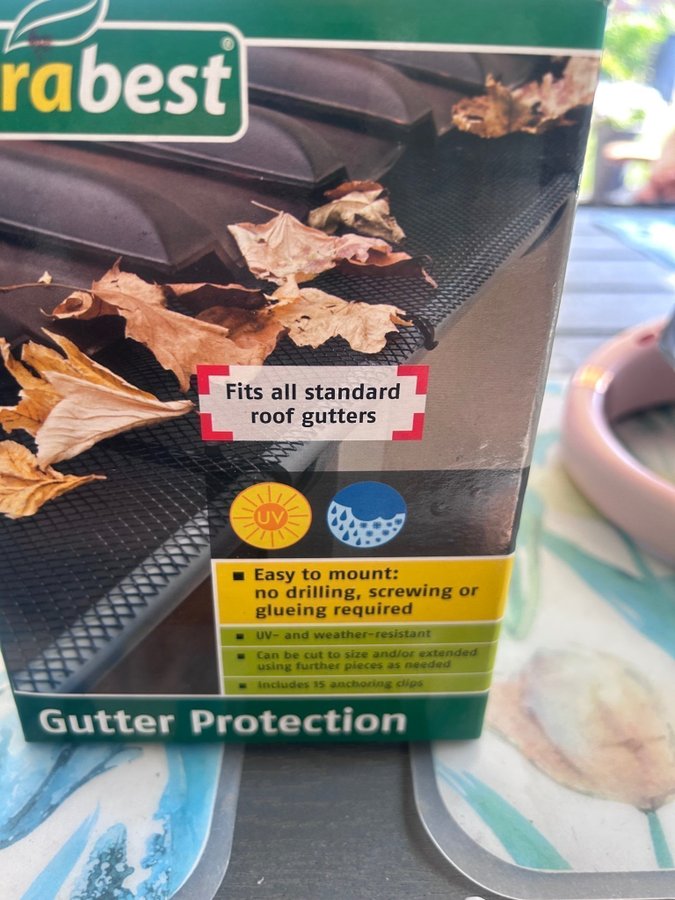 rabest®
Fits all standard
roof gutters
UV
Easy to mount:
no drilling, screwing or
glueing required
UV- and weather-resistant
Can be cut to size and/or extended
using further pieces as needed
Includes 15 anchoring clips
Gutter Protection